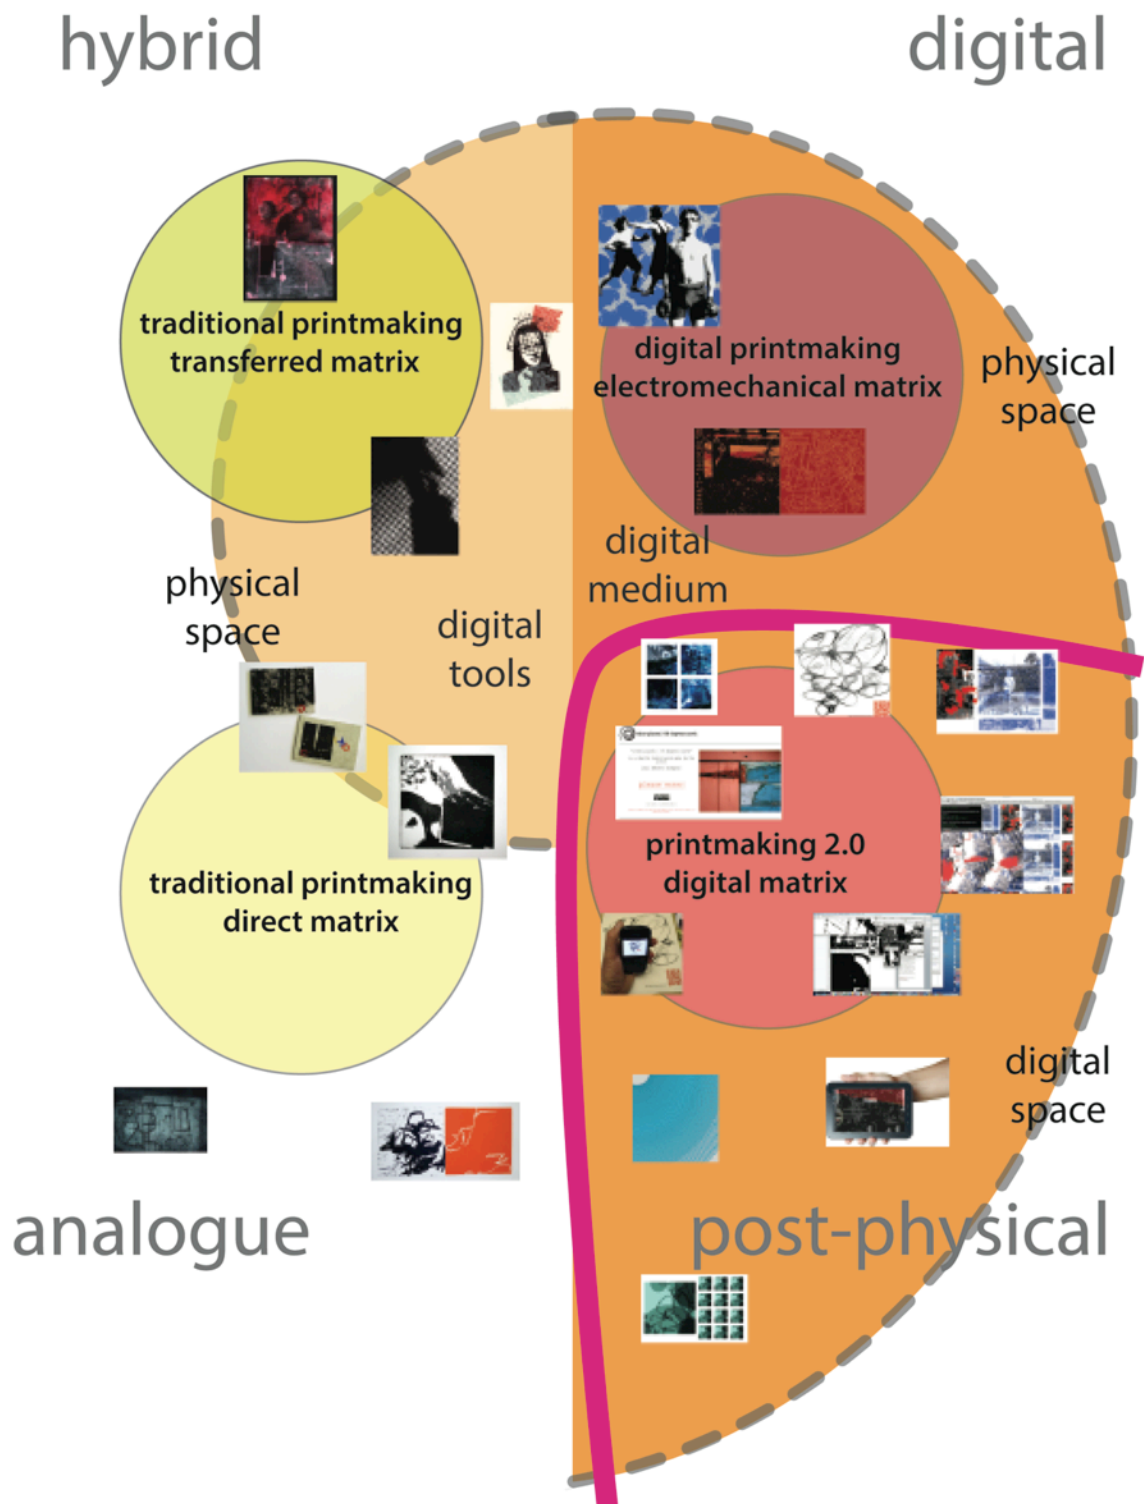 hybrid
digital
traditional printmaking
transferred matrix
digital printmaking
electromechanical matrix
physical
space
digital
medium
physical
space
digital
tools
printmaking 2.0
digital matrix
traditional printmaking
direct matrix
digital
space
analogue
post-physical